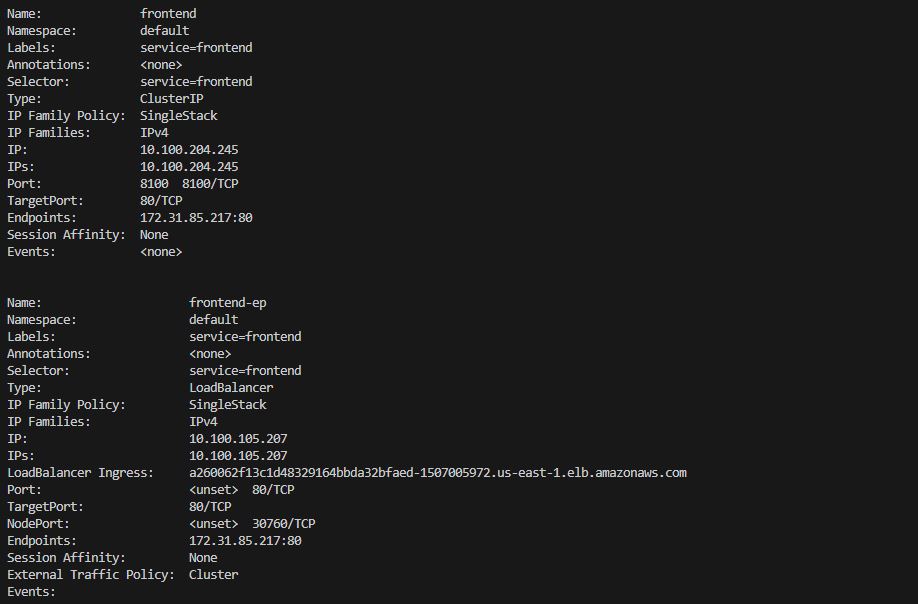 Name:              frontend
Namespace:         default
Labels:            service=frontend
Annotations:       <none>
Selector:          service=frontend
Type:              ClusterIP
IP Family Policy:  SingleStack
IP Families:       IPv4
IP:                10.100.204.245
IPs:               10.100.204.245
Port:              8100  8100/TCP
TargetPort:        80/TCP
Endpoints:         172.31.85.217:80
Session Affinity:  None
Events:            <none>
Name:                     frontend-ep
Namespace:                default
Labels:                   service=frontend
Annotations:              <none>
Selector:                 service=frontend
Type:                     LoadBalancer
IP Family Policy:         SingleStack
IP Families:              IPv4
IP:                       10.100.105.207
IPs:                      10.100.105.207
LoadBalancer Ingress:     a260062f13c1d48329164bbda32bfaed-1507005972.us-east-1.elb.amazonaws.com
Port:                     <unset>  80/TCP
TargetPort:               80/TCP
NodePort:                 <unset>  30760/TCP
Endpoints:                172.31.85.217:80
Session Affinity:         None
External Traffic Policy:  Cluster
Events: